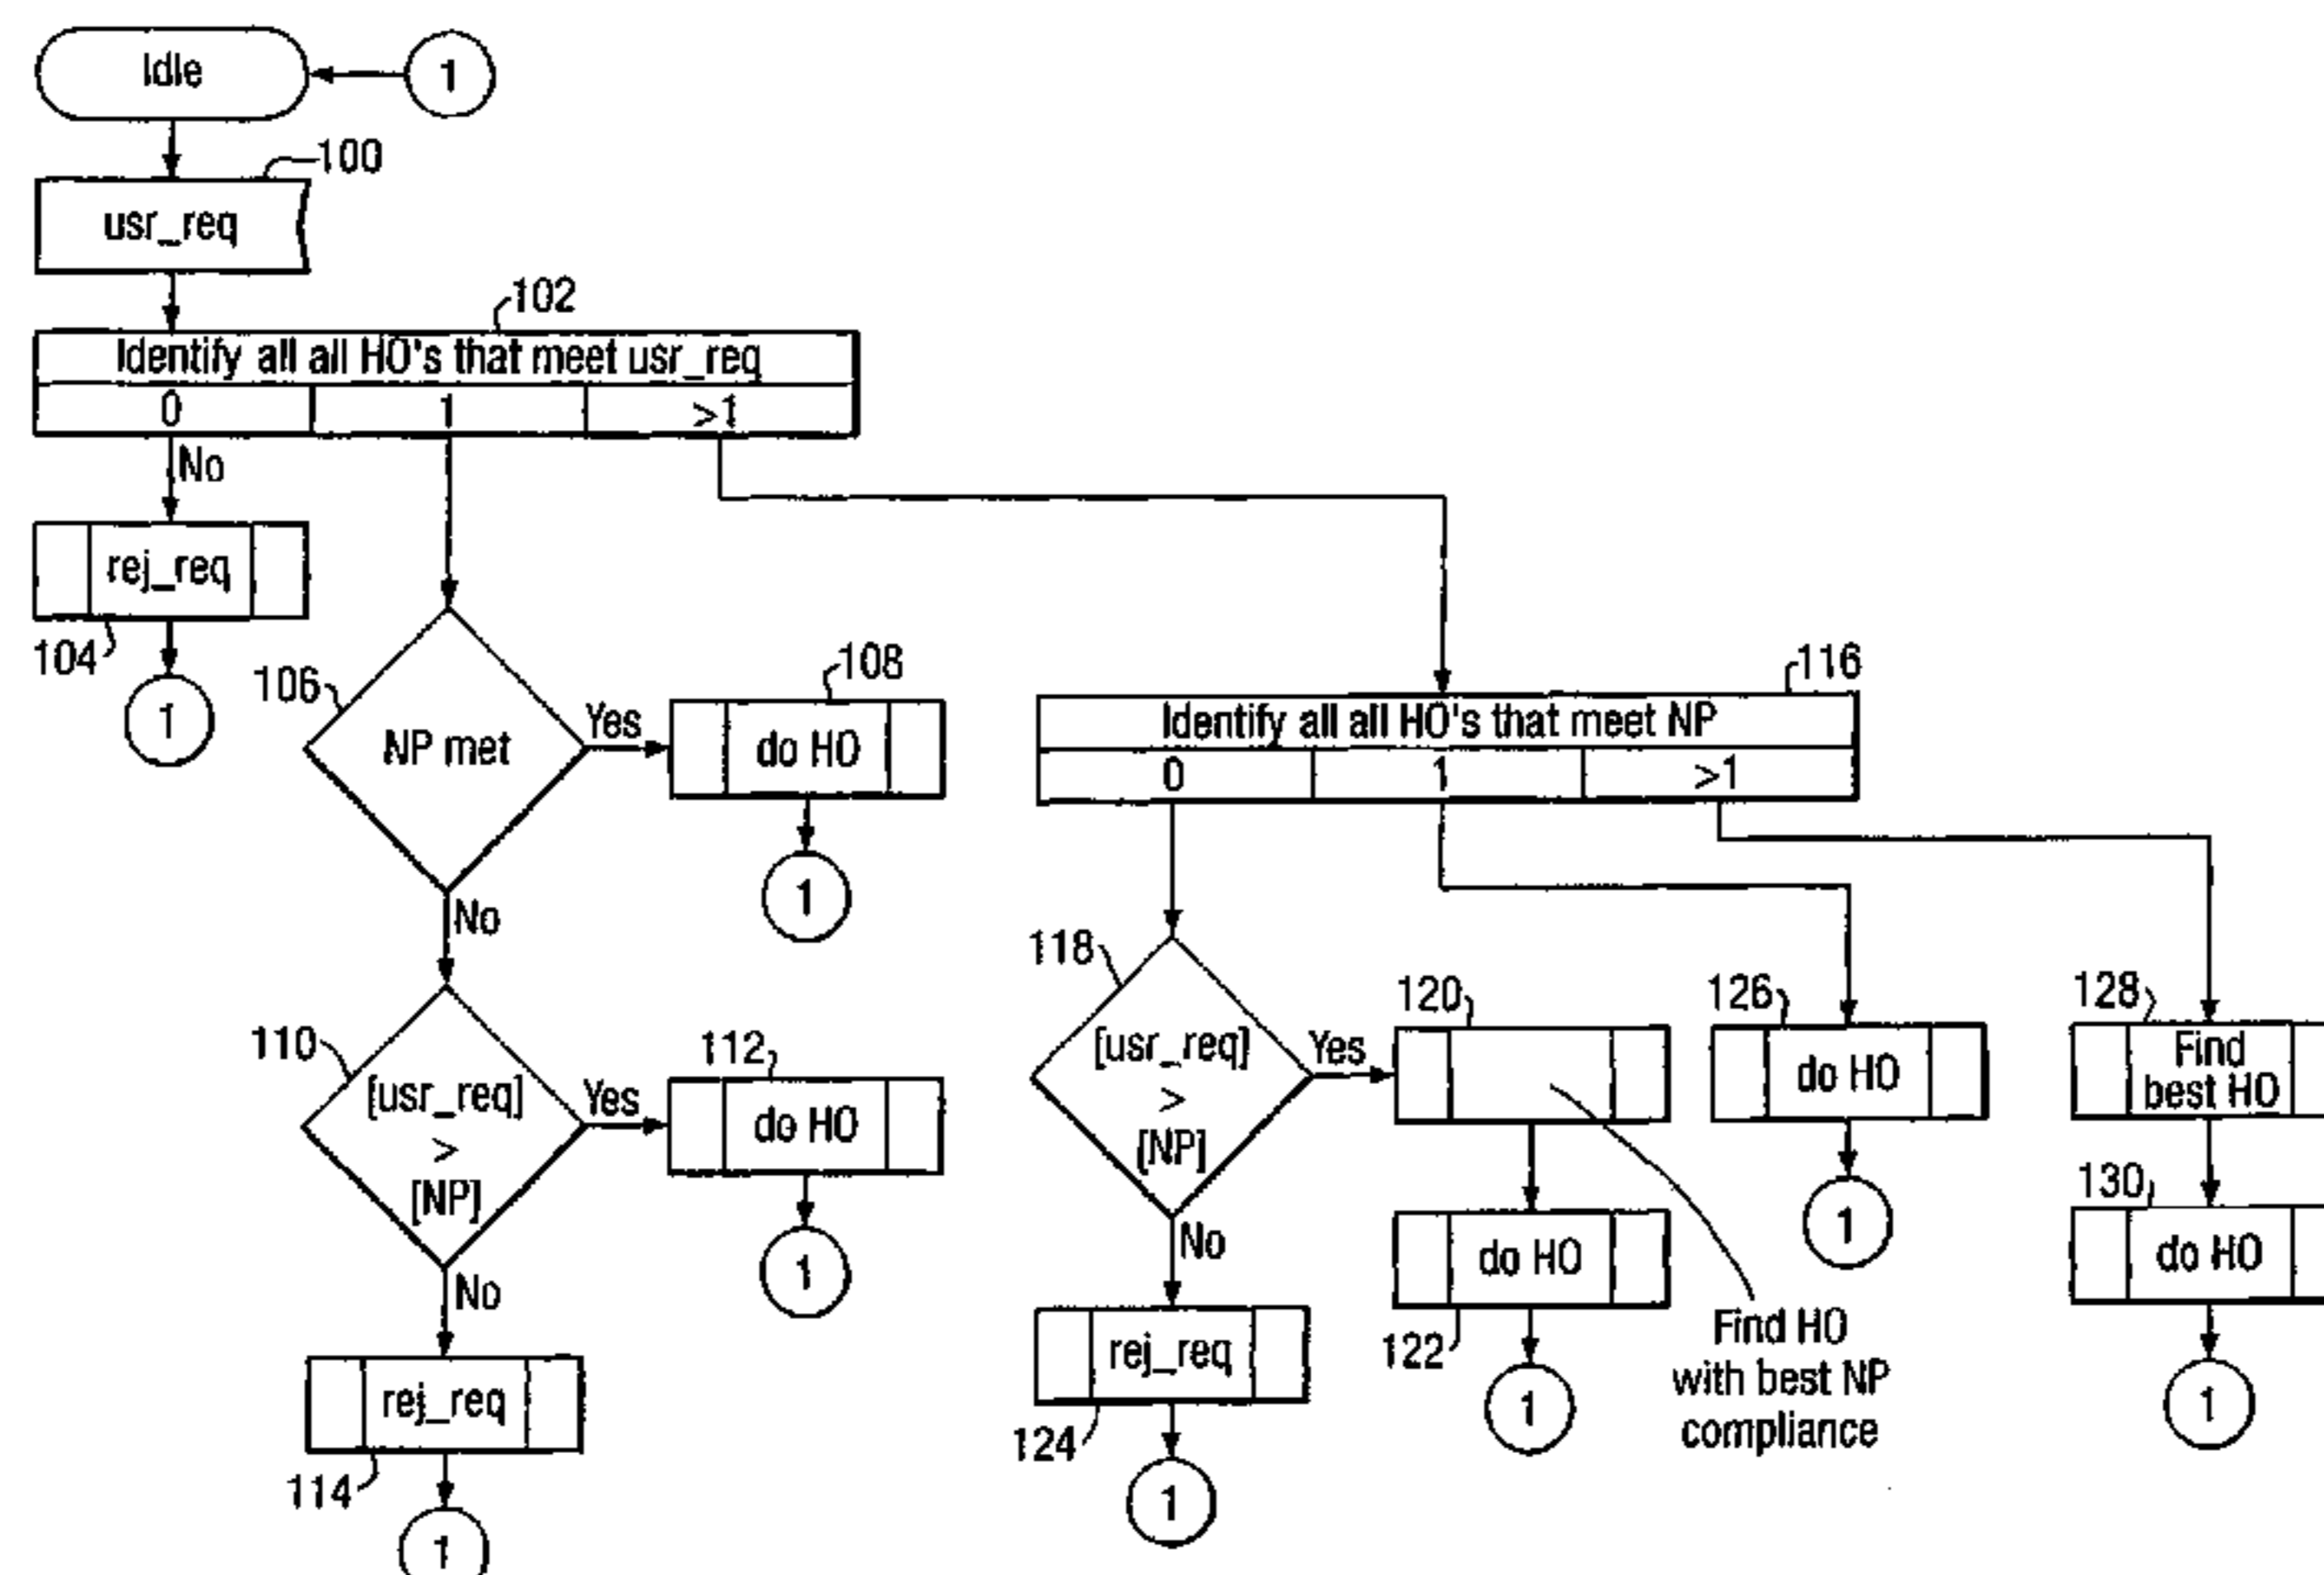 Idle
1
100
usr_req
102
Identify all all HO's that meet usr_req
0
1
>1
No
rej_req
104
1
106
NP met
Yes
108
do HO
1
No
110
[usr_req]
>
[NP]
Yes
112
do HO
1
No
rej_req
114
1
116
Identify all all HO's that meet NP
0
1
>1
118
[usr_req]
>
[NP]
Yes
120
Find HO
with best NP
compliance
do HO
122
1
No
rej_req
124
1
126
do HO
1
128
Find
best HO
130
do HO
1